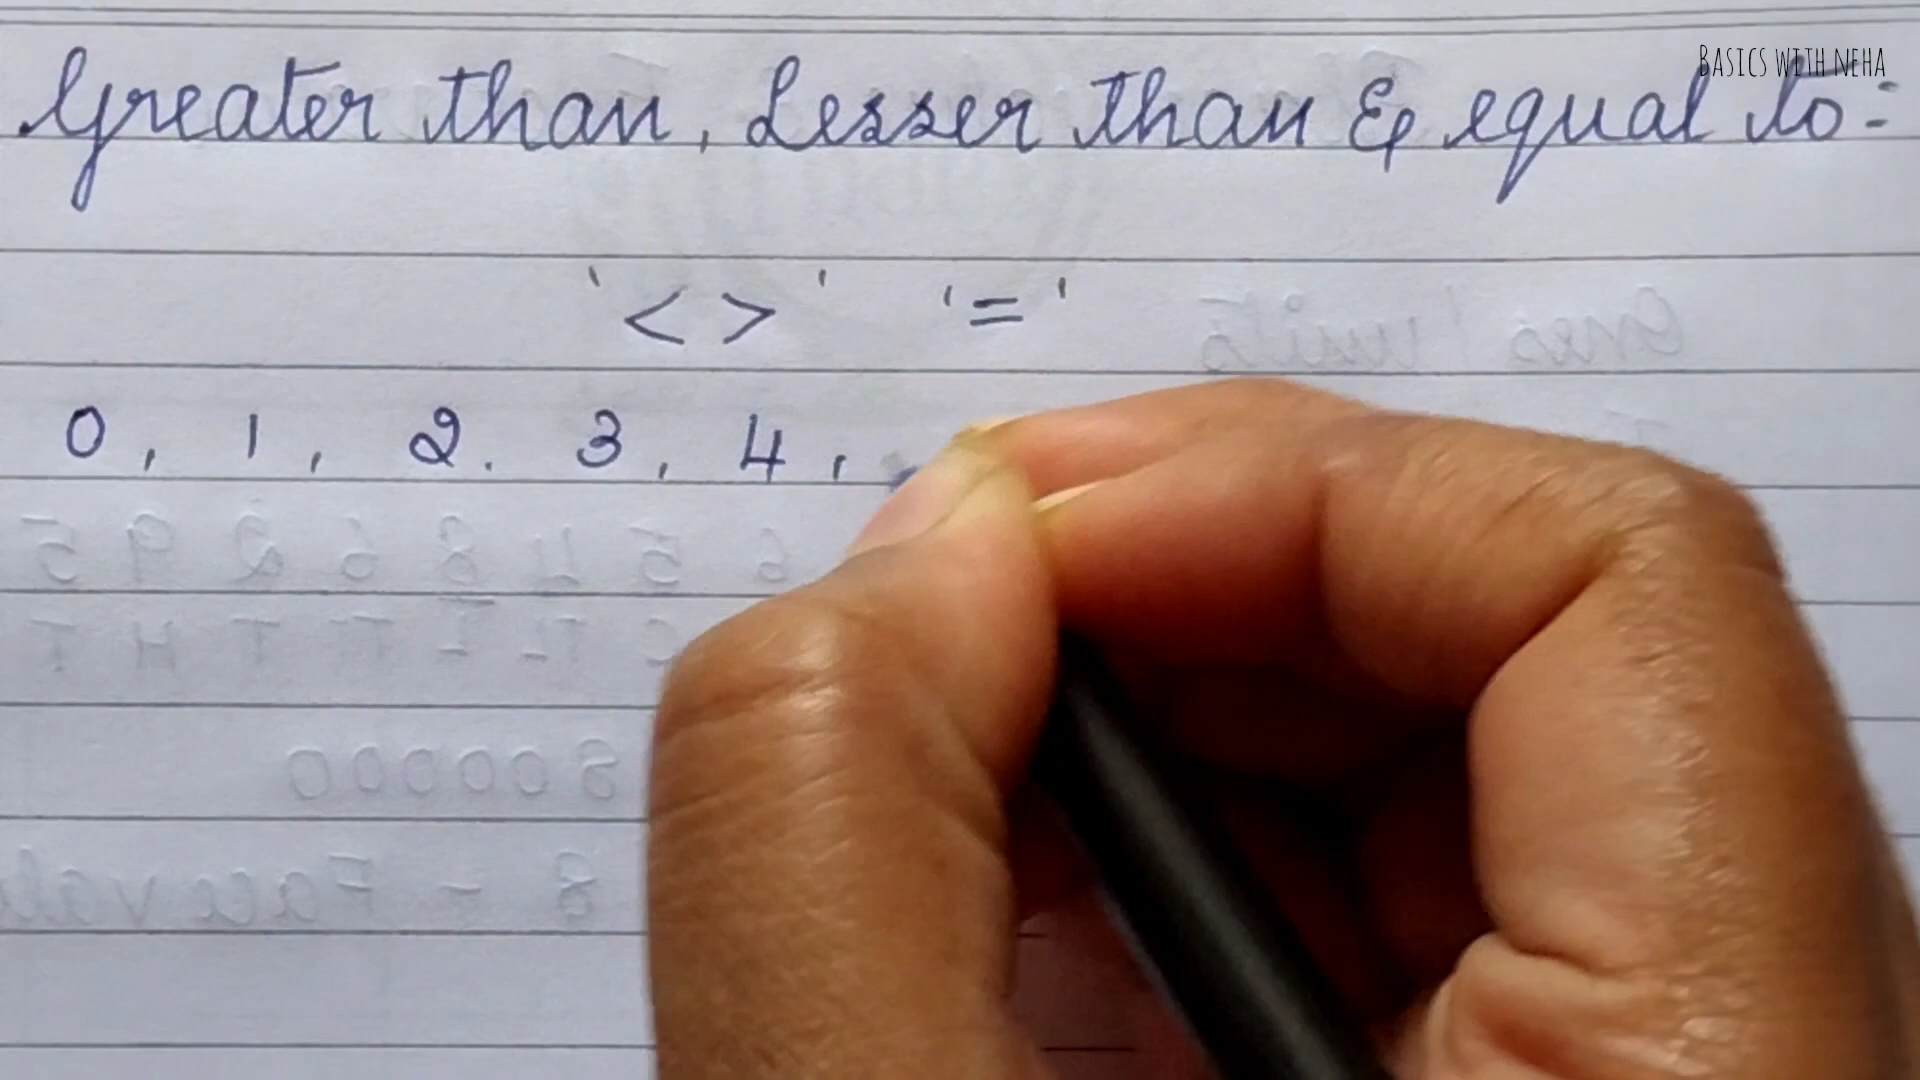 BASICS WITH NEHA
Greater than, Lesser than & equal to:
'< >' '='
0, 1, 2. 3, 4,